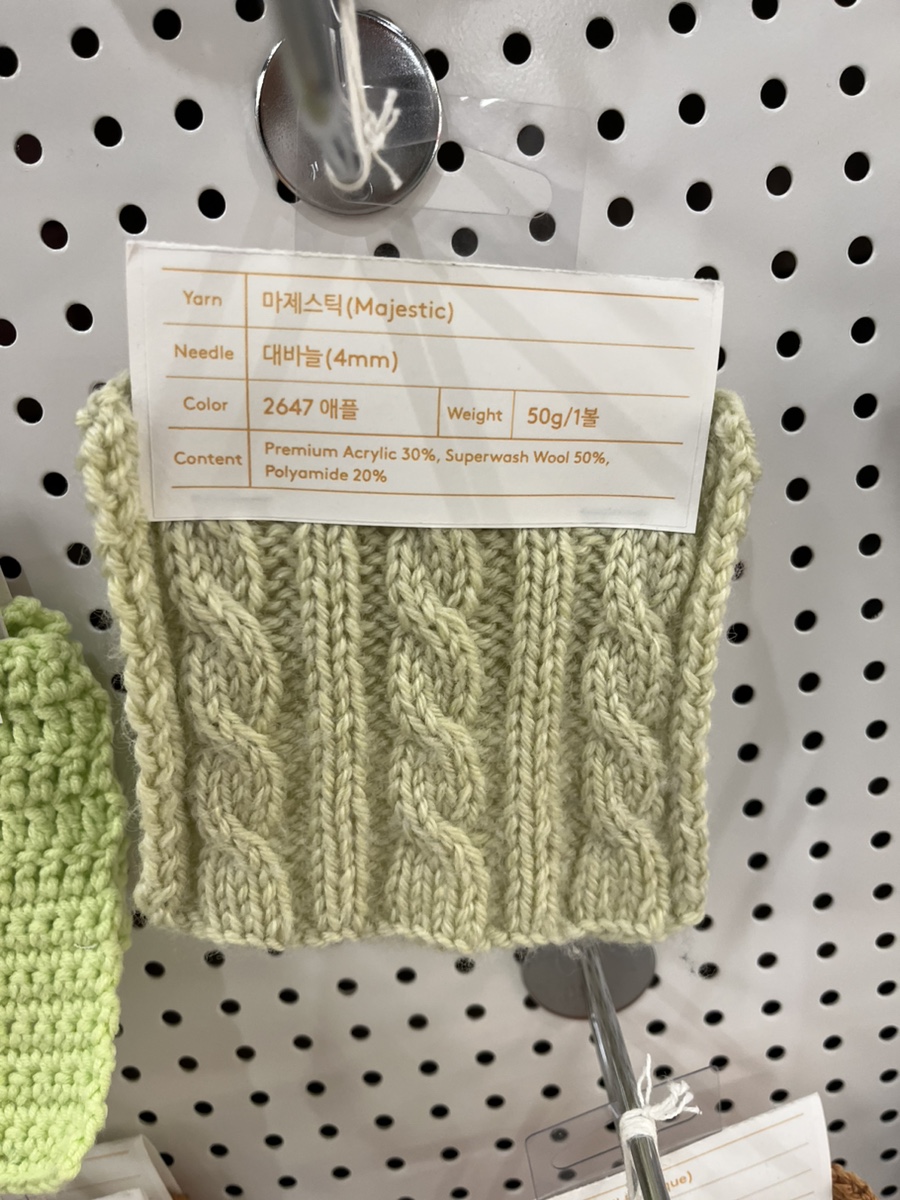 Yarn 마제스틱(Majestic)
Needle 대바늘(4mm)
Color 2647 애플 Weight 50g/1볼
Content Premium Acrylic 30%, Superwash Wool 50%,
Polyamide 20%